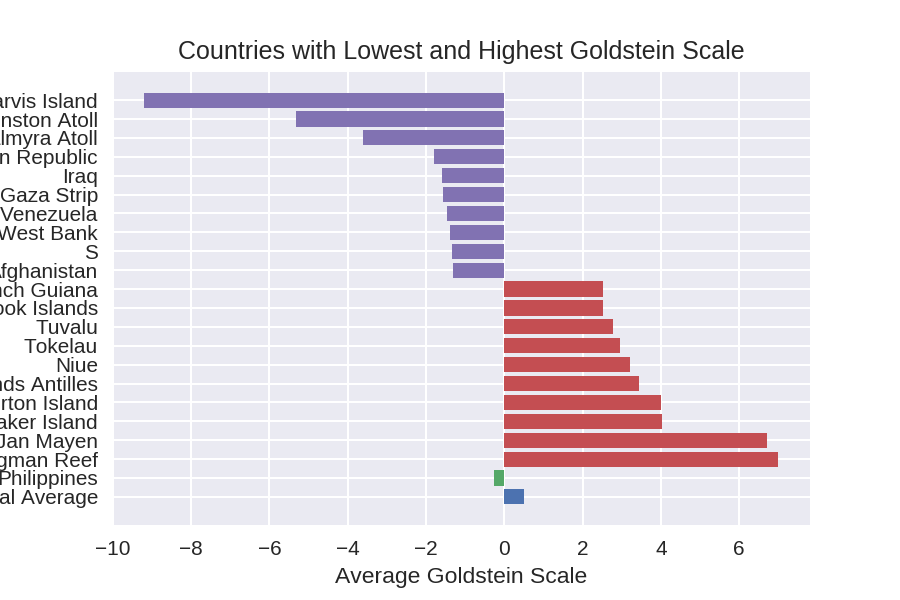 Countries with Lowest and Highest Goldstein Scale
arvis Island
nston Atoll
lmyra Atoll
n Republic
Iraq
Gaza Strip
Venezuela
West Bank
S
fghanistan
nch Guiana
ook Islands
Tuvalu
Tokelau
Niue
nds Antilles
rton Island
aker Island
Jan Mayen
gman Reef
Philippines
al Average
−10 −8 −6 −4 −2 0 2 4 6
Average Goldstein Scale